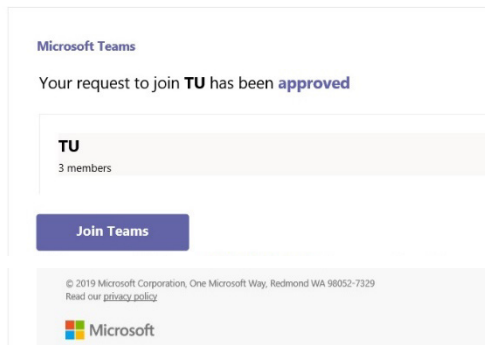 Microsoft Teams
Your request to join TU has been approved
TU
3 members
Join Teams
© 2019 Microsoft Corporation, One Microsoft Way, Redmond WA 98052-7329
Read our privacy policy
Microsoft